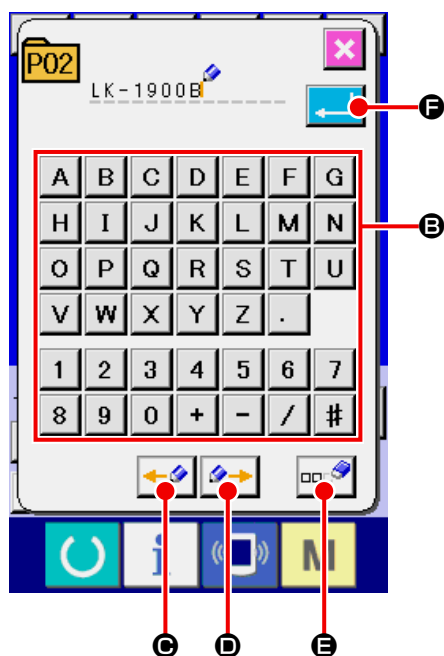 P02
LK-1900B
F
A B C D E F G
B
H I J K L M N
O P Q R S T U
V W X Y Z .
1 2 3 4 5 6 7
8 9 0 + - / #
i M
C D E